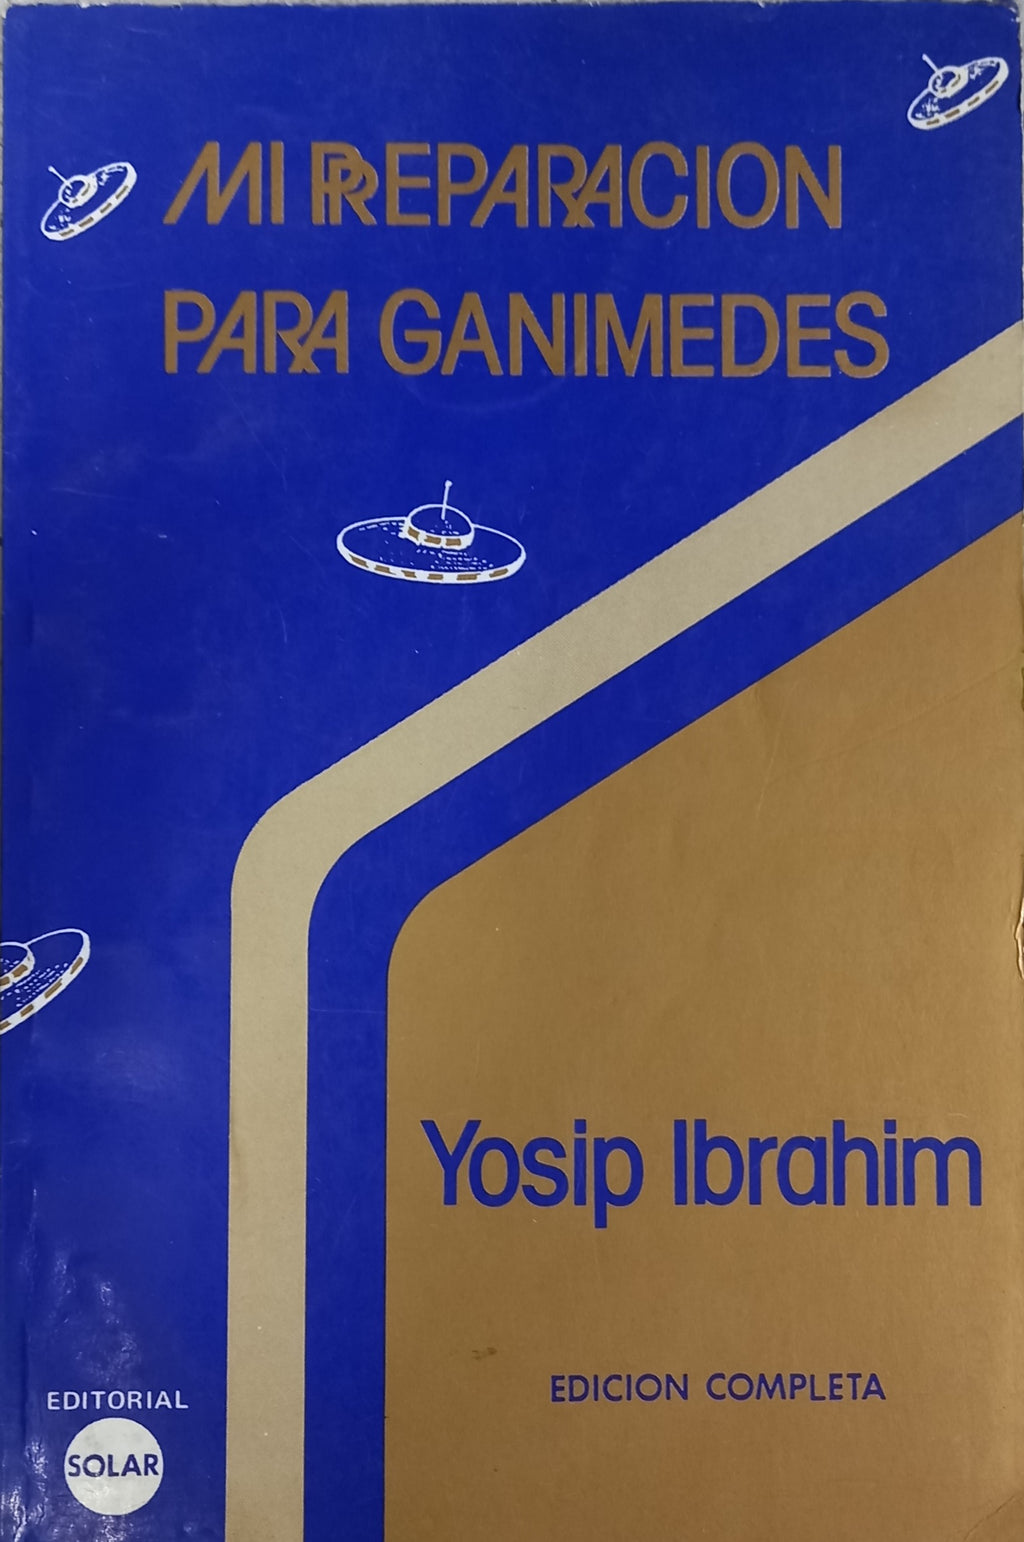 MI PREPARACION
PARA GANIMEDES
Yosip Ibrahim
EDICION COMPLETA
EDITORIAL
SOLAR